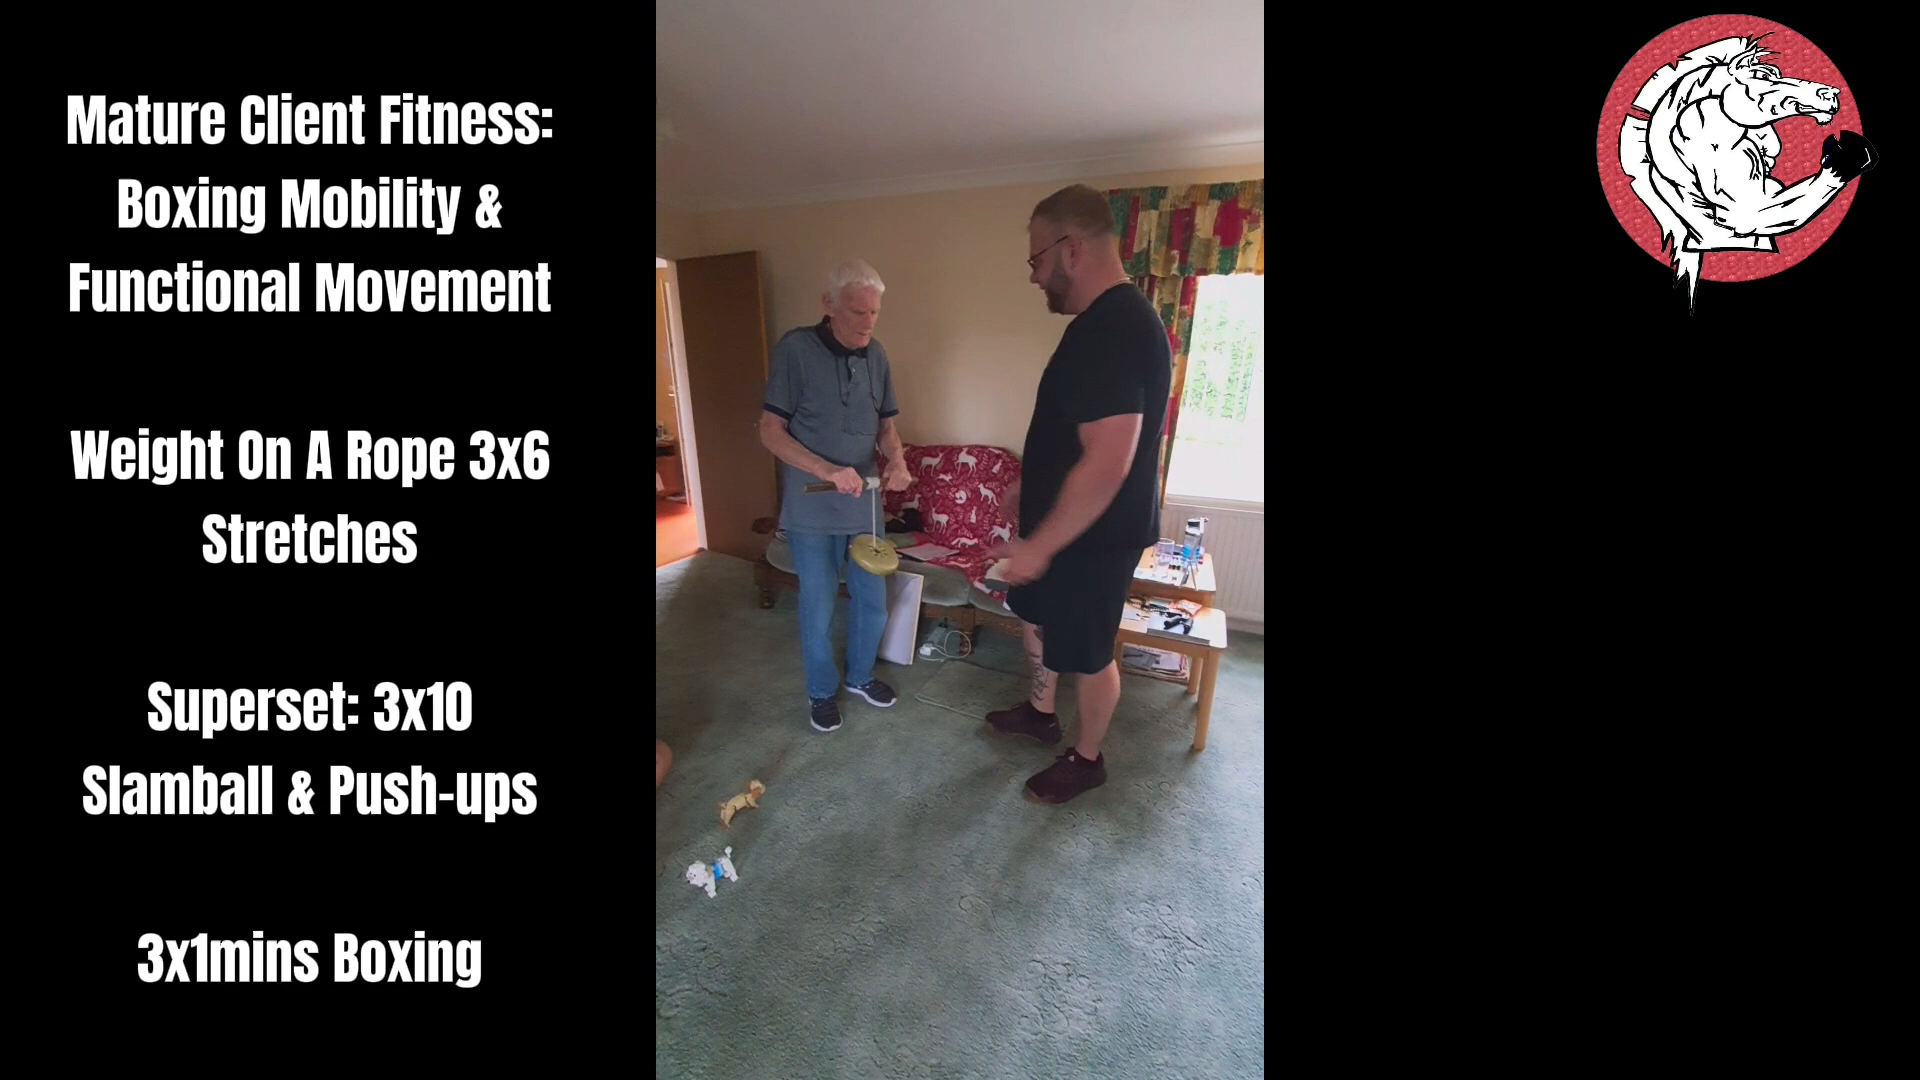 Mature Client Fitness:
Boxing Mobility &
Functional Movement
Weight On A Rope 3x6
Stretches
Superset: 3x10
Slamball & Push-ups
3x1mins Boxing